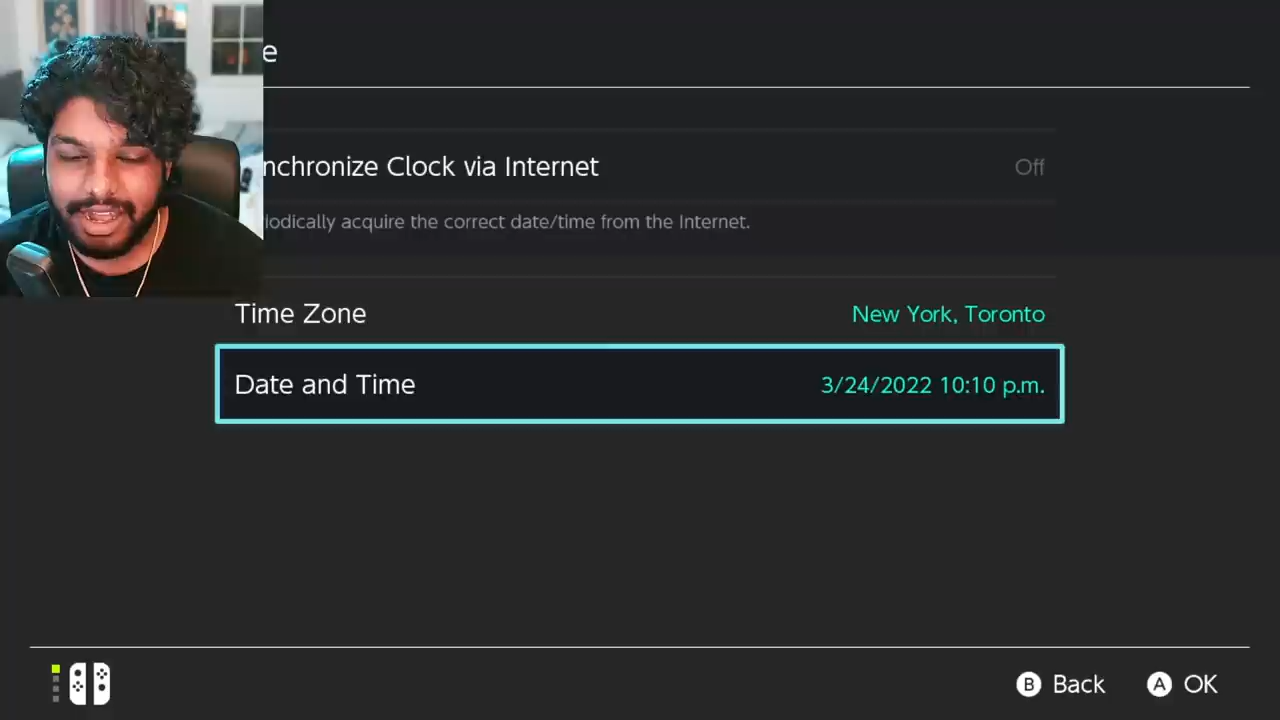 e
nchronize Clock via Internet
Off
iodically acquire the correct date/time from the Internet.
Time Zone
New York, Toronto
Date and Time
3/24/2022 10:10 p.m.
B Back
A OK